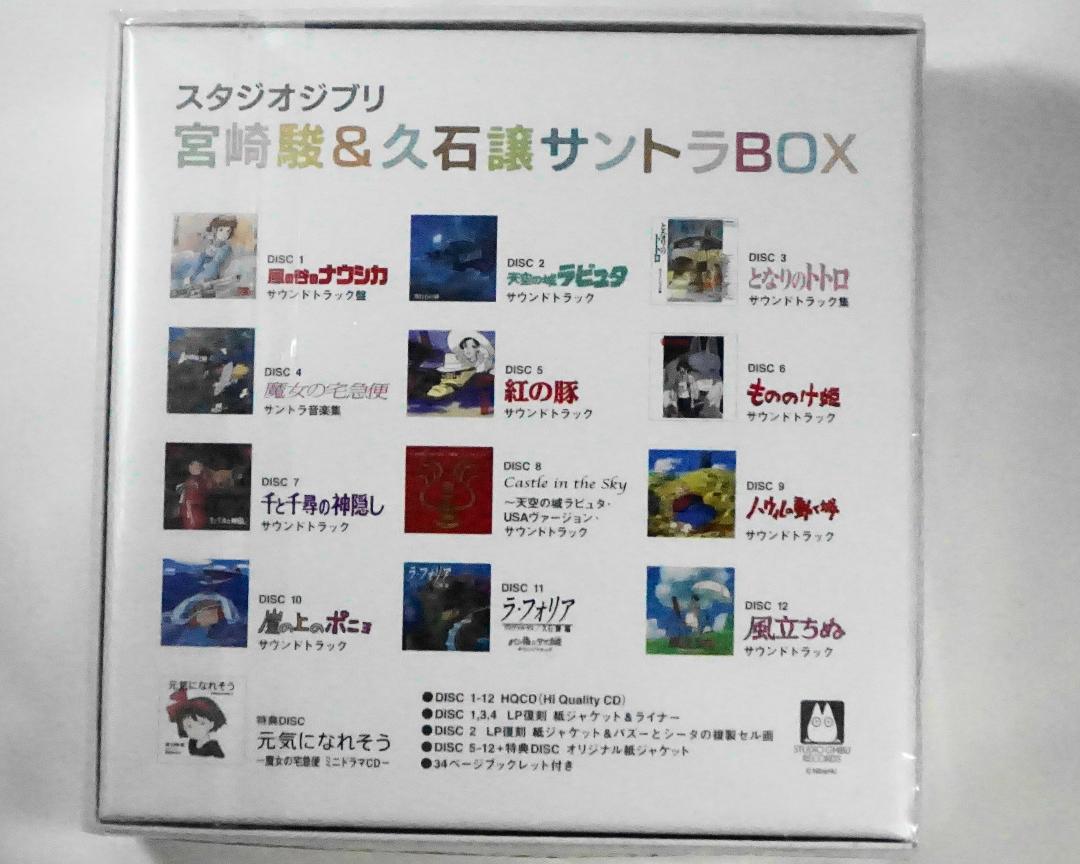 スタジオジブリ
宮崎駿&久石譲サントラBOX
DISC 1
風の谷のナウシカ
サウンドトラック盤
DISC 2
天空の城ラピュタ
サウンドトラック
DISC 3
となりのトトロ
サウンドトラック集
DISC 4
魔女の宅急便
サントラ音楽集
DISC 5
紅の豚
サウンドトラック
DISC 6
もののけ姫
サウンドトラック
DISC 7
千と千尋の神隠し
サウンドトラック
DISC 8
Castle in the Sky
〜天空の城ラピュタ・
USAヴァージョン・
サウンドトラック
DISC 9
ハウルの動く城
サウンドトラック
DISC 10
崖の上のポニョ
サウンドトラック
ラ・フォリア
DISC 11
ラ・フォリア
DISC 12
風立ちぬ
サウンドトラック
元気になれそう
特典DISC
元気になれそう
−魔女の宅急便 ミニドラマCD−
●DISC 1-12 HQCD(Hi Quality CD)
●DISC 1,3,4 LP復刻 紙ジャケット&ライナー
●DISC 2 LP復刻 紙ジャケット&パズーとシータの複製セル画
●DISC 5-12+特典DISC オリジナル紙ジャケット
●34ページブックレット付き
STUDIO GHIBLI
RECORDS